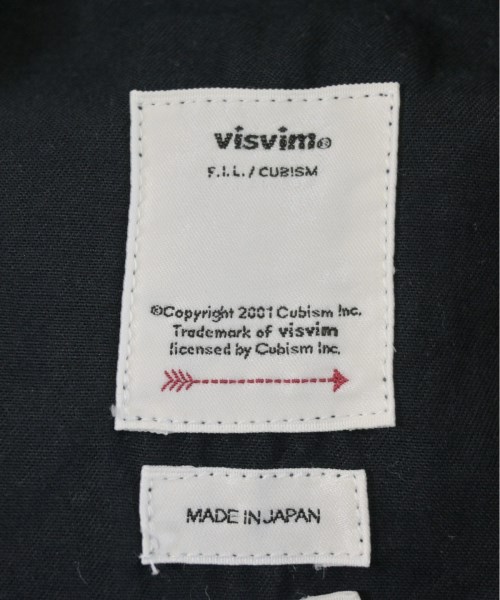 visvim®
F.I.L./CUBISM
©Copyright 2001 Cubism Inc.
Trademark of visvim
licensed by Cubism Inc.
MADE IN JAPAN